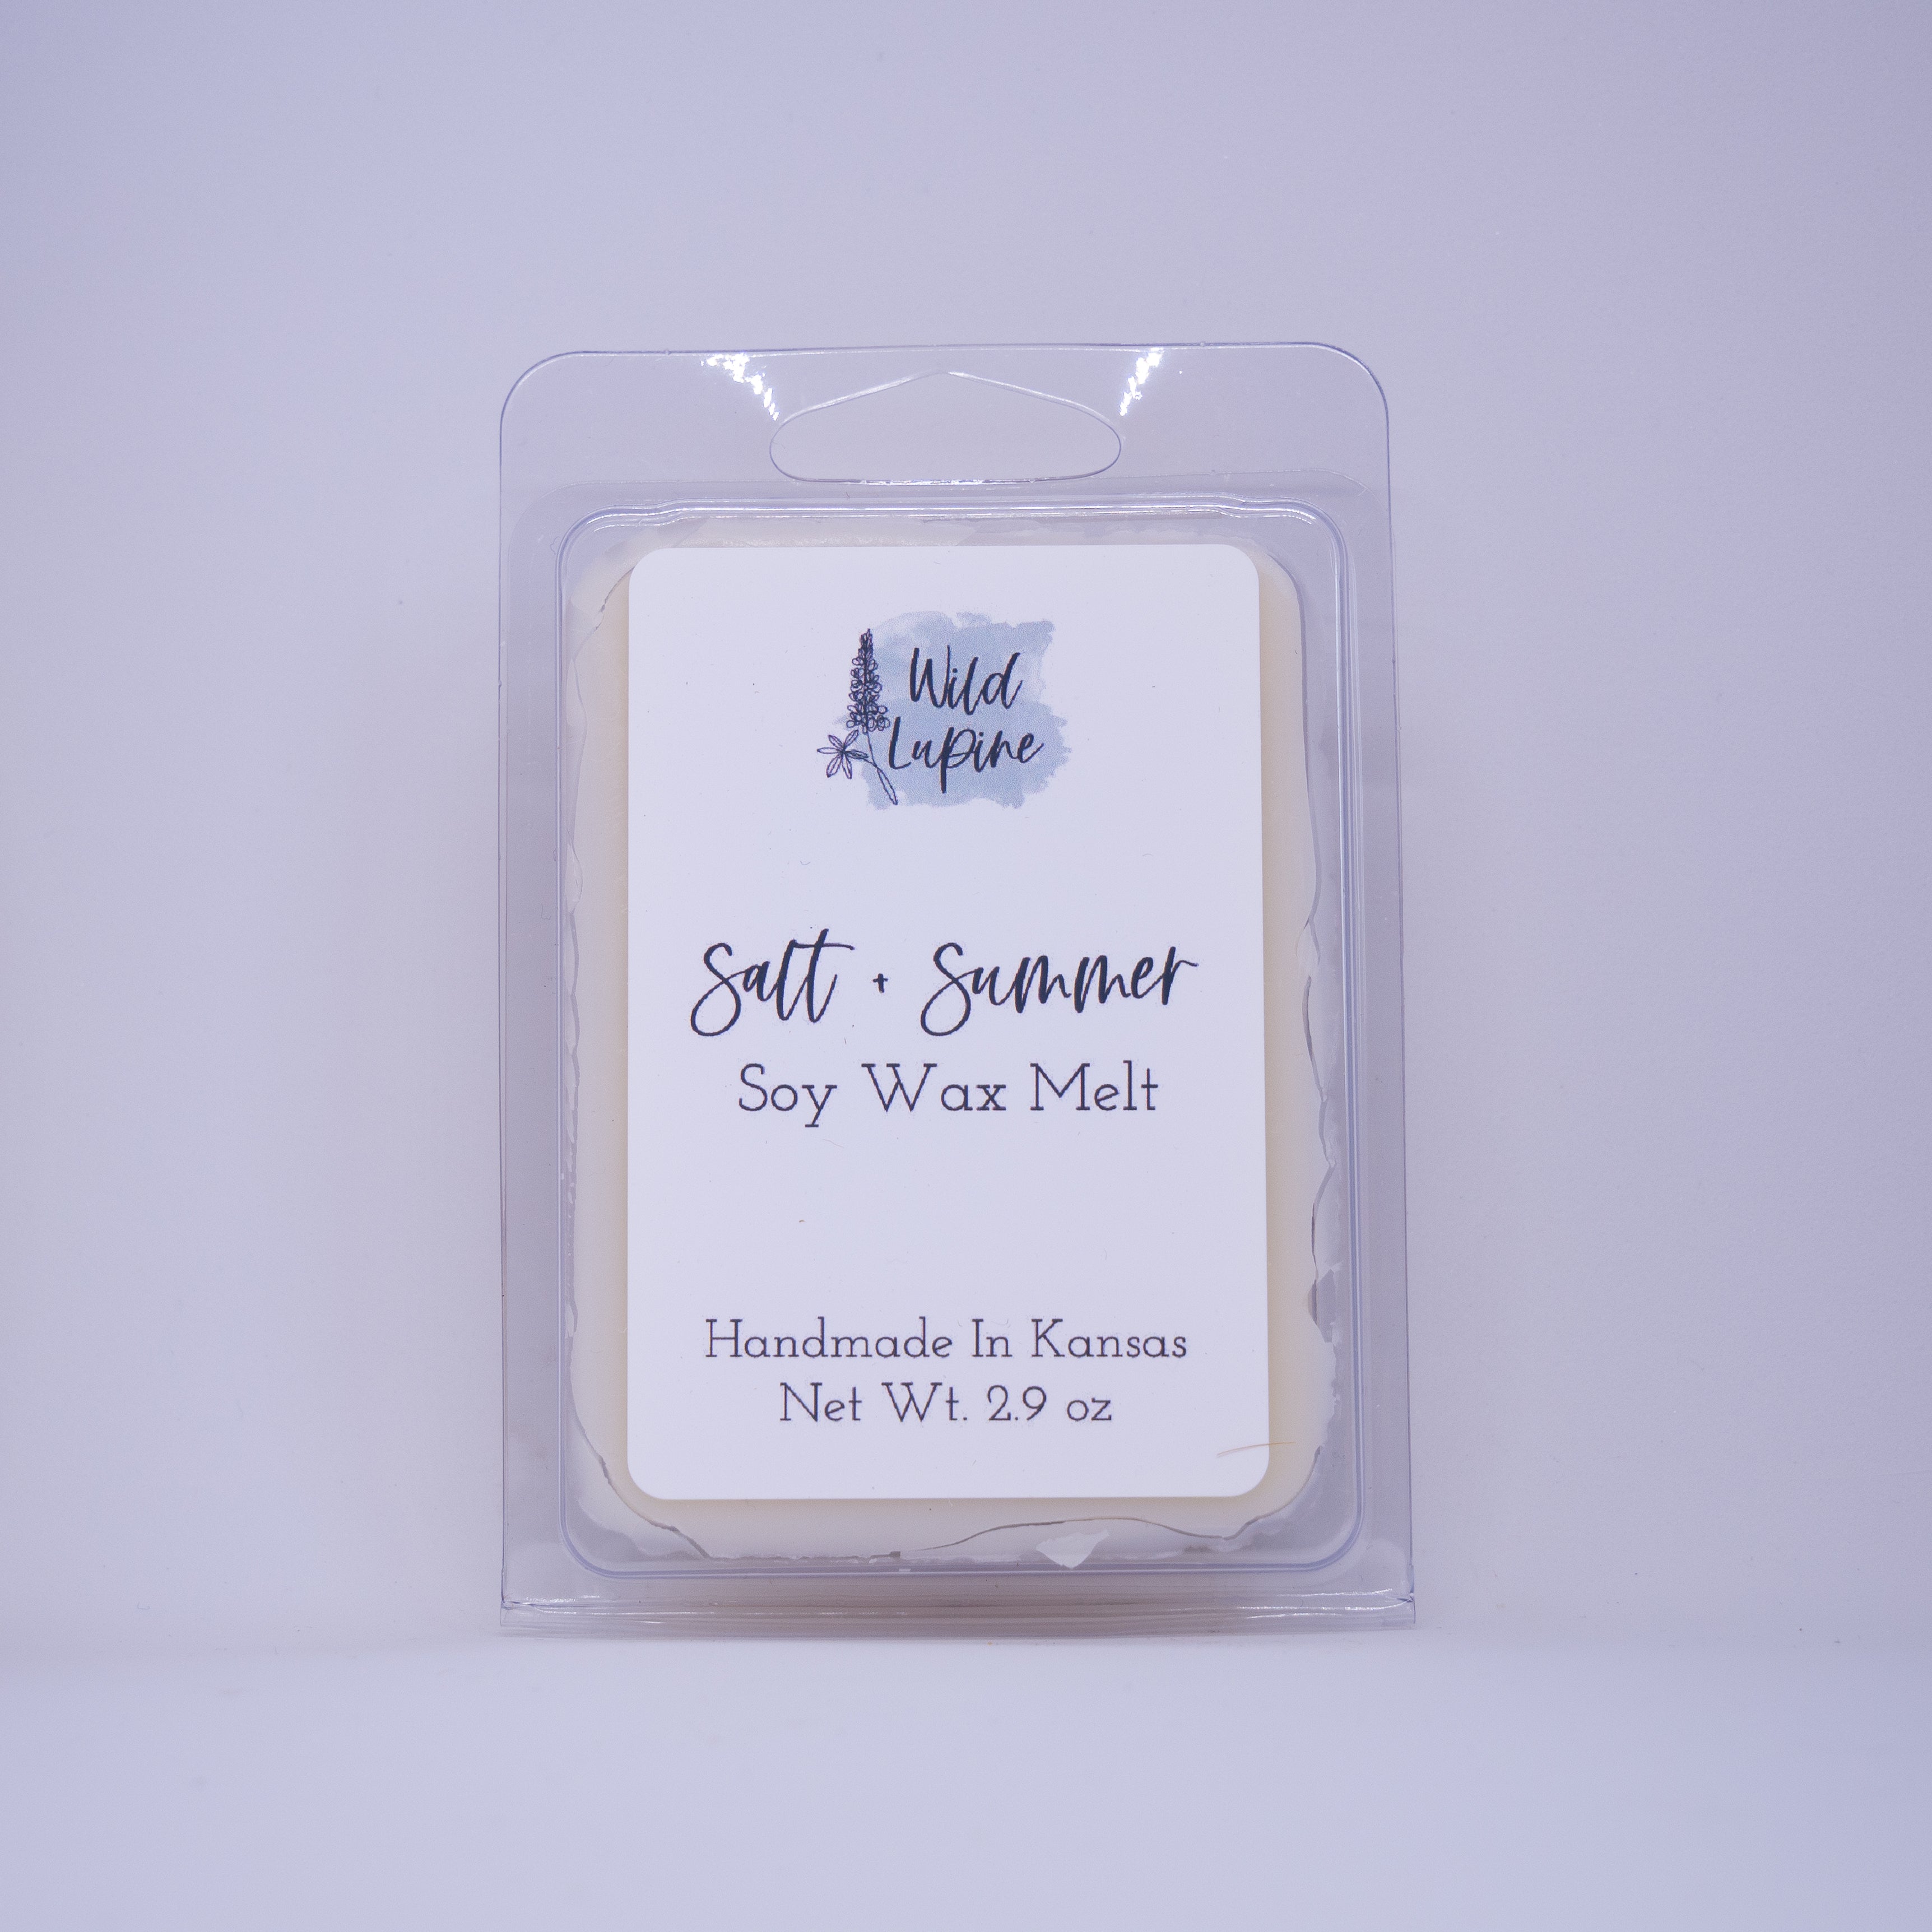 Wild
Lupine
Salt + Summer
Soy Wax Melt
Handmade In Kansas
Net Wt. 2.9 oz